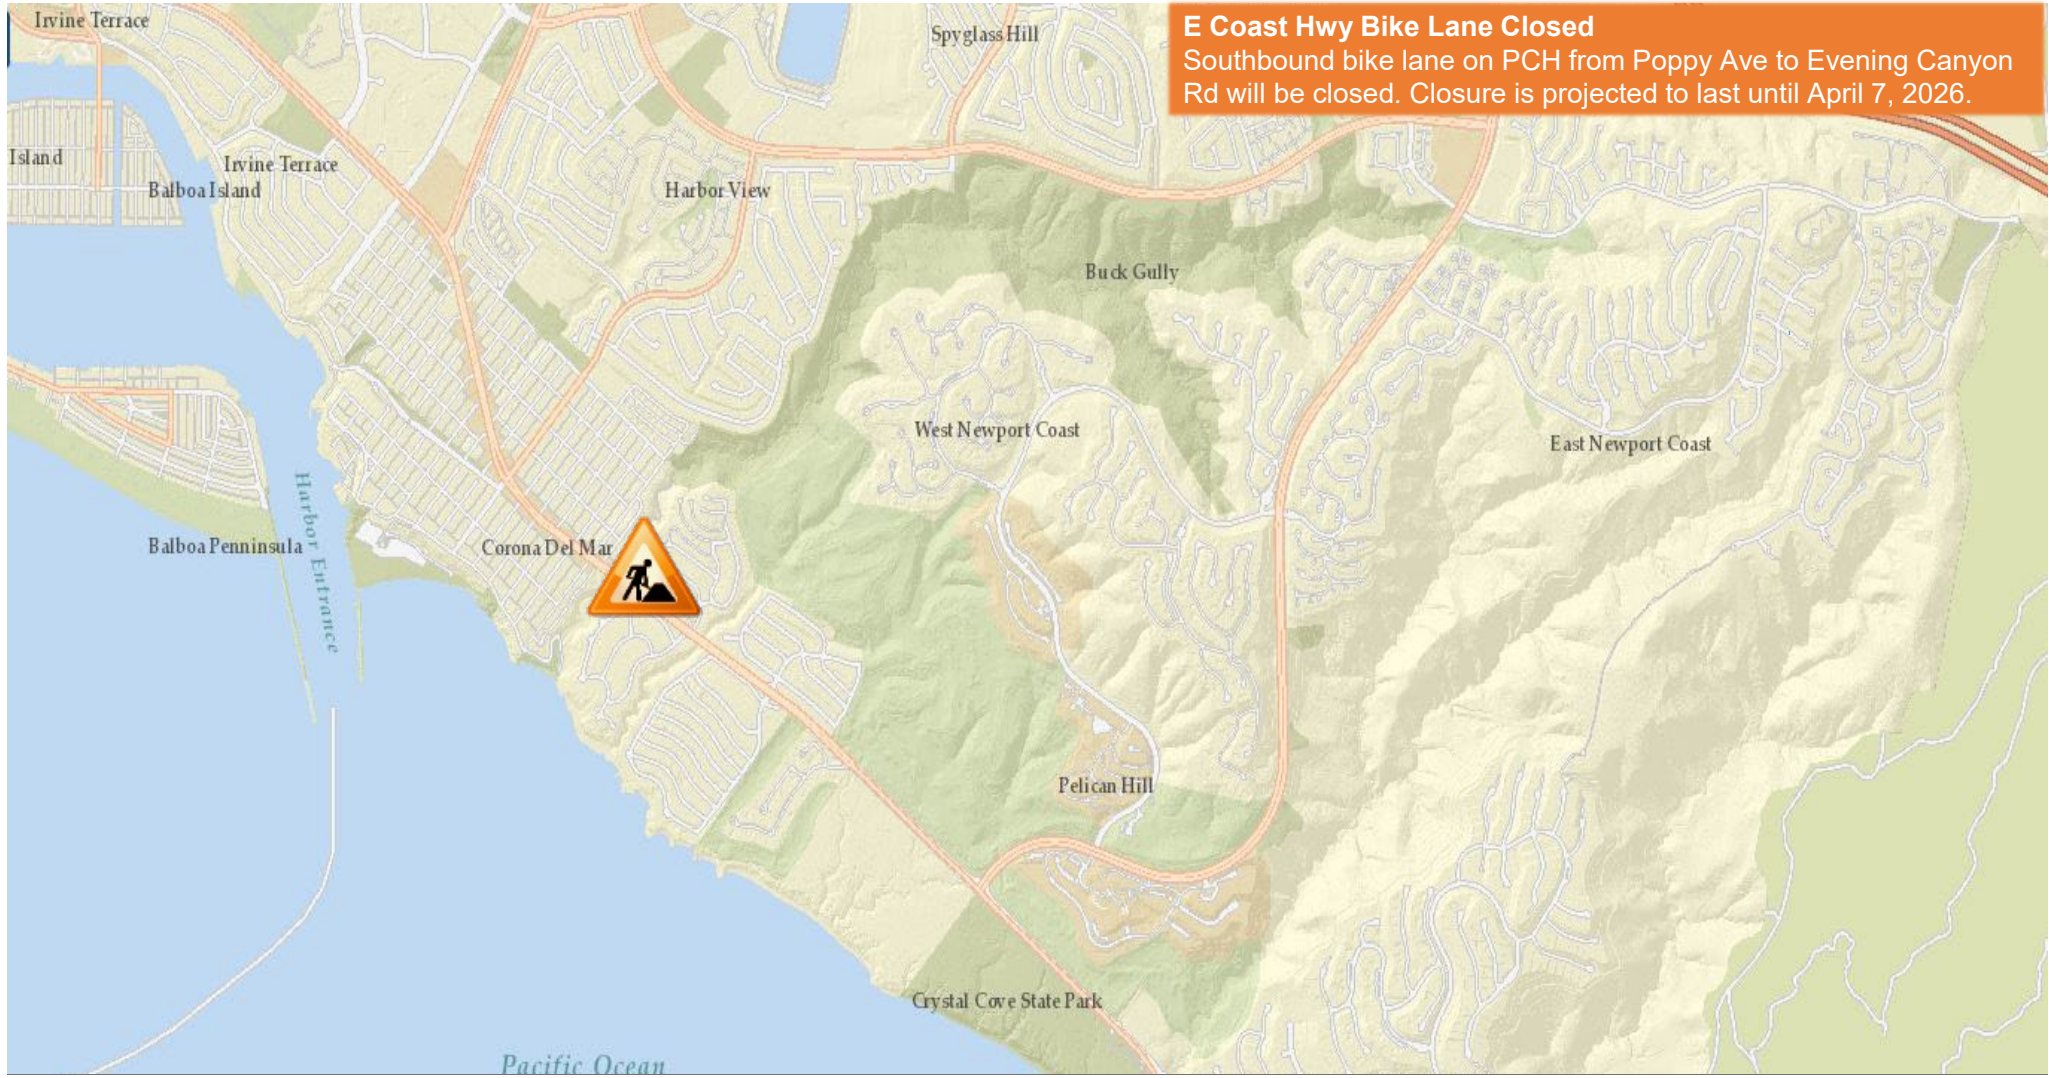 Irvine Terrace
Spyglass Hill
E Coast Hwy Bike Lane Closed
Southbound bike lane on PCH from Poppy Ave to Evening Canyon
Rd will be closed. Closure is projected to last until April 7, 2026.
Island
Irvine Terrace
Balboa Island
Harbor View
Buck Gully
West Newport Coast
East Newport Coast
Harbor Entrance
Balboa Penninsula
Corona Del Mar
Pelican Hill
Crystal Cove State Park
Pacific Ocean